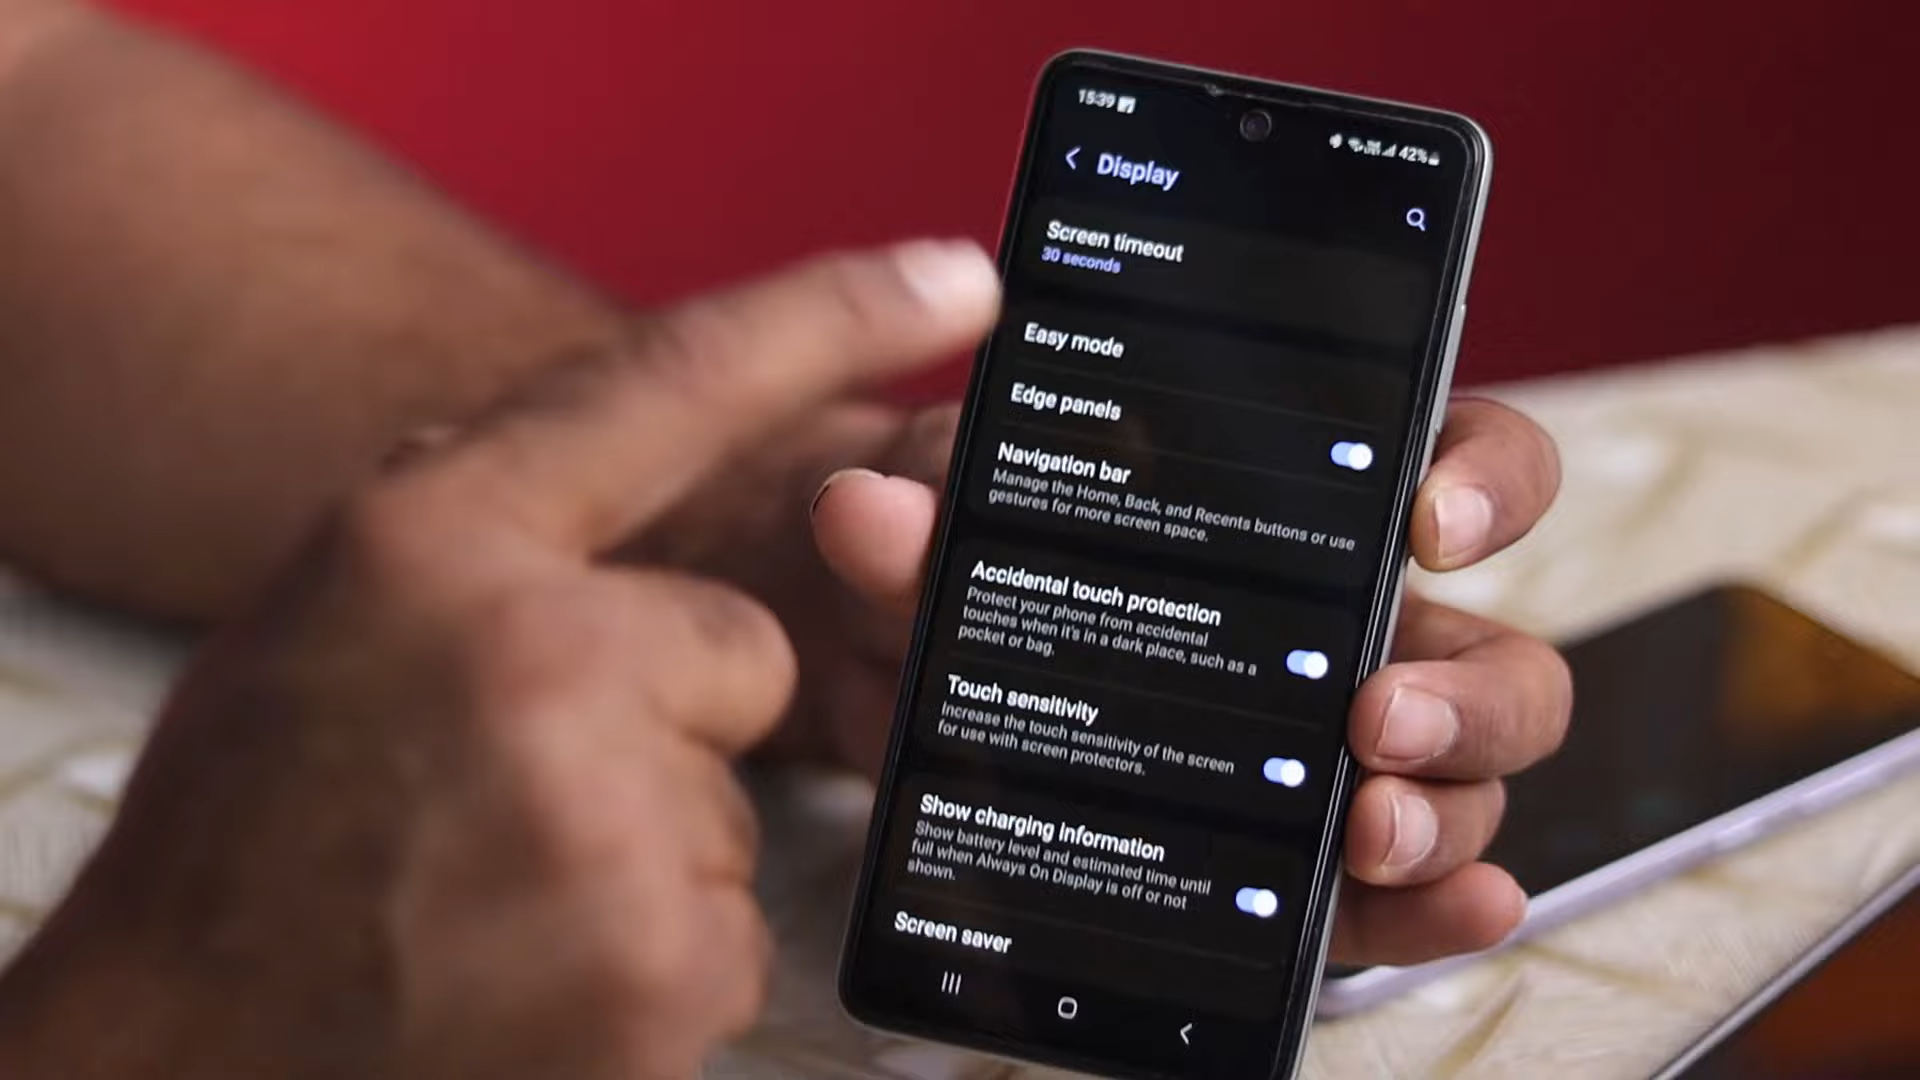 15:39
42%
Display
Screen timeout
30 seconds
Easy mode
Edge panels
Navigation bar
Manage the Home, Back, and Recents buttons or use
gestures for more screen space.
Accidental touch protection
Protect your phone from accidental
touches when it's in a dark place, such as a
pocket or bag.
Touch sensitivity
Increase the touch sensitivity of the screen
for use with screen protectors.
Show charging information
Show battery level and estimated time until
full when Always On Display is off or not
shown.
Screen saver